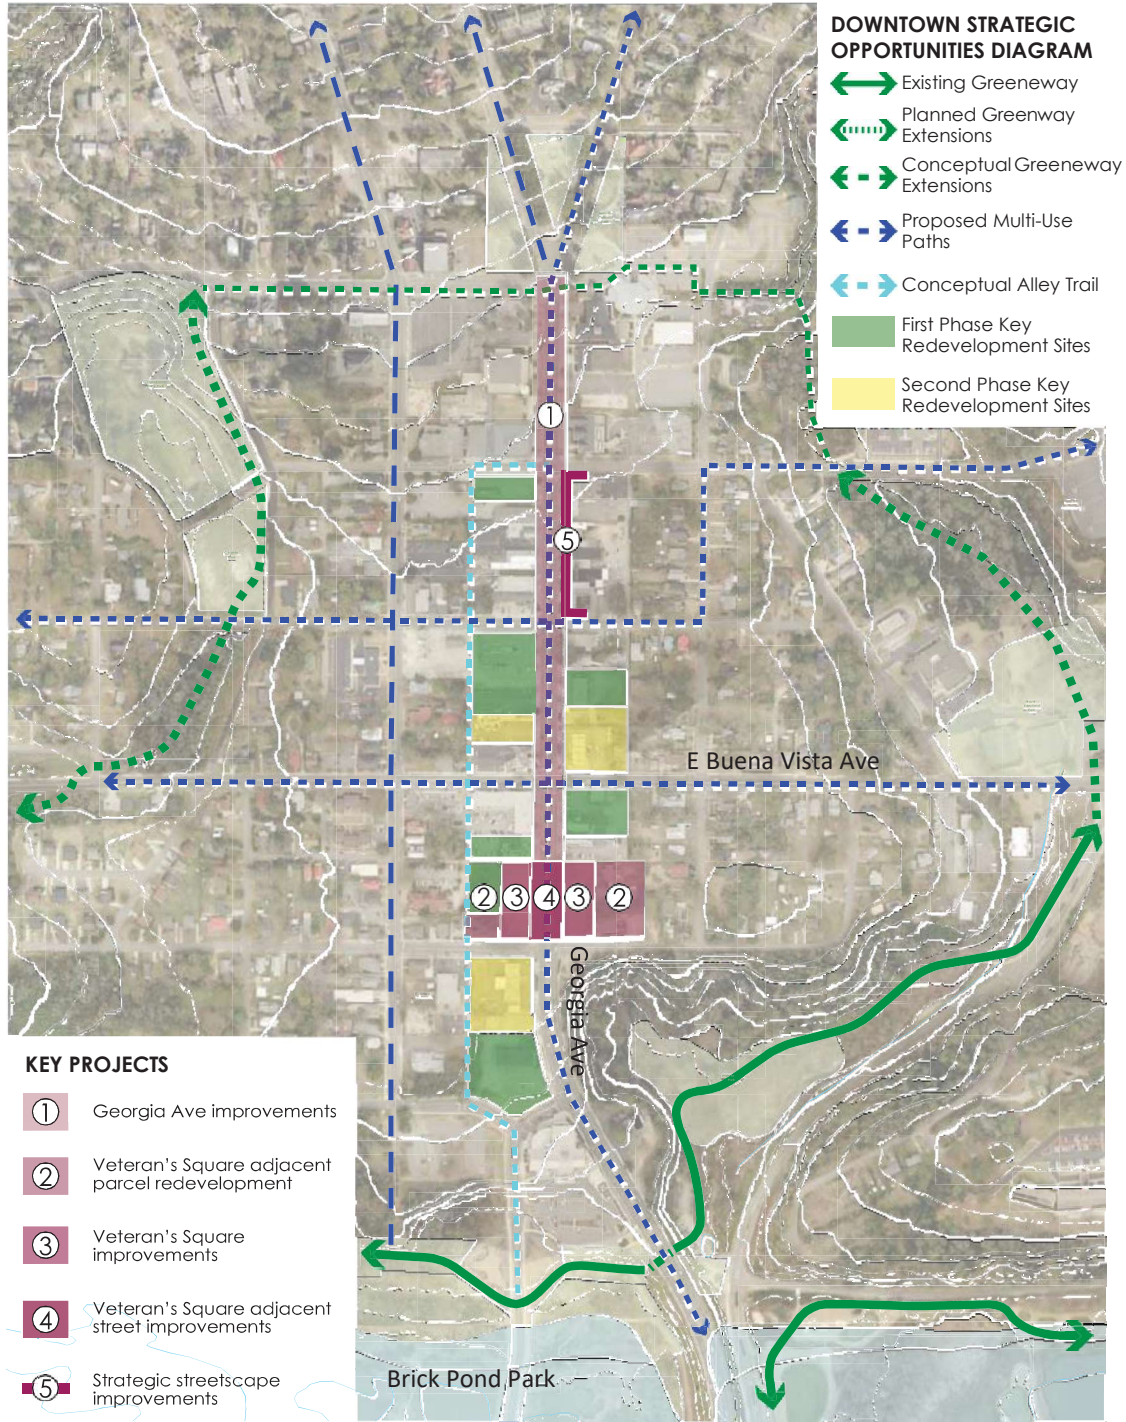 DOWNTOWN STRATEGIC
OPPORTUNITIES DIAGRAM
Existing Greeneway
Planned Greenway
Extensions
Conceptual Greeneway
Extensions
Proposed Multi-Use
Paths
Conceptual Alley Trail
First Phase Key
Redevelopment Sites
Second Phase Key
Redevelopment Sites
1
5
E Buena Vista Ave
2
3
4
3
2
Georgia Ave
KEY PROJECTS
1
Georgia Ave improvements
2
Veteran's Square adjacent
parcel redevelopment
3
Veteran's Square
improvements
4
Veteran's Square adjacent
street improvements
5
Strategic streetscape
improvements
Brick Pond Park